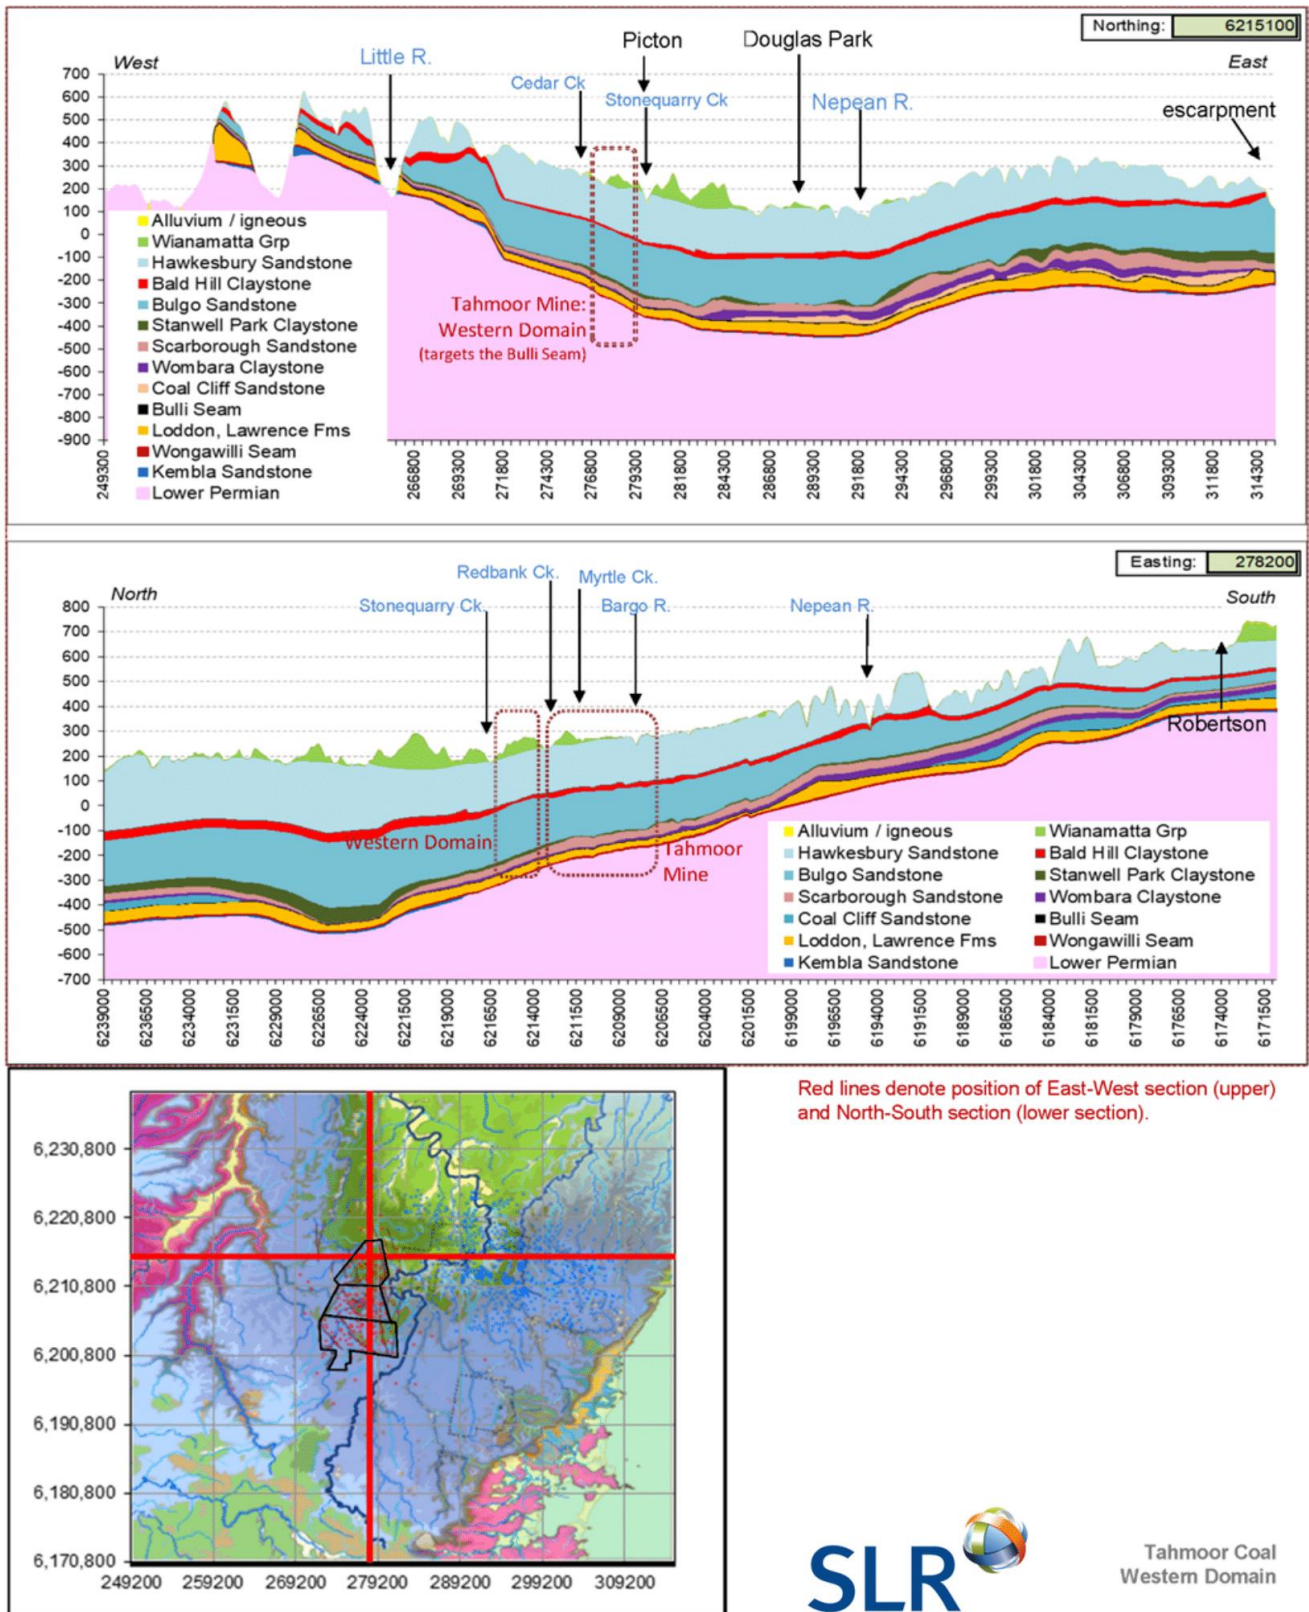 Northing: 6215100
West
East
Little R.
Picton
Douglas Park
Cedar Ck
Stonequarry Ck
Nepean R.
escarpment
700
600
500
400
300
200
100
0
-100
-200
-300
-400
-500
-600
-700
-800
-900
Alluvium / igneous
Wianamatta Grp
Hawkesbury Sandstone
Bald Hill Claystone
Bulgo Sandstone
Stanwell Park Claystone
Scarborough Sandstone
Wombara Claystone
Coal Cliff Sandstone
Bulli Seam
Loddon, Lawrence Fms
Wongawilli Seam
Kembla Sandstone
Lower Permian
Tahmoor Mine:
Western Domain
(targets the Bulli Seam)
249300
266800
269300
271800
274300
276800
279300
281800
284300
286800
289300
291800
294300
296800
299300
301800
304300
306800
309300
311800
314300
Easting: 278200
North
South
Redbank Ck.
Myrtle Ck.
Stonequarry Ck.
Bargo R.
Nepean R.
Robertson
800
700
600
500
400
300
200
100
0
-100
-200
-300
-400
-500
-600
-700
Western Domain
Tahmoor
Mine
Alluvium / igneous Wianamatta Grp
Hawkesbury Sandstone Bald Hill Claystone
Bulgo Sandstone Stanwell Park Claystone
Scarborough Sandstone Wombara Claystone
Coal Cliff Sandstone Bulli Seam
Loddon, Lawrence Fms Wongawilli Seam
Kembla Sandstone Lower Permian
6239000
6236500
6234000
6231500
6229000
6226500
6224000
6221500
6219000
6216500
6214000
6211500
6209000
6206500
6204000
6201500
6199000
6196500
6194000
6191500
6189000
6186500
6184000
6181500
6179000
6176500
6174000
6171500
Red lines denote position of East-West section (upper)
and North-South section (lower section).
6,230,800
6,220,800
6,210,800
6,200,800
6,190,800
6,180,800
6,170,800
249200 259200 269200 279200 289200 299200 309200
SLR
Tahmoor Coal
Western Domain